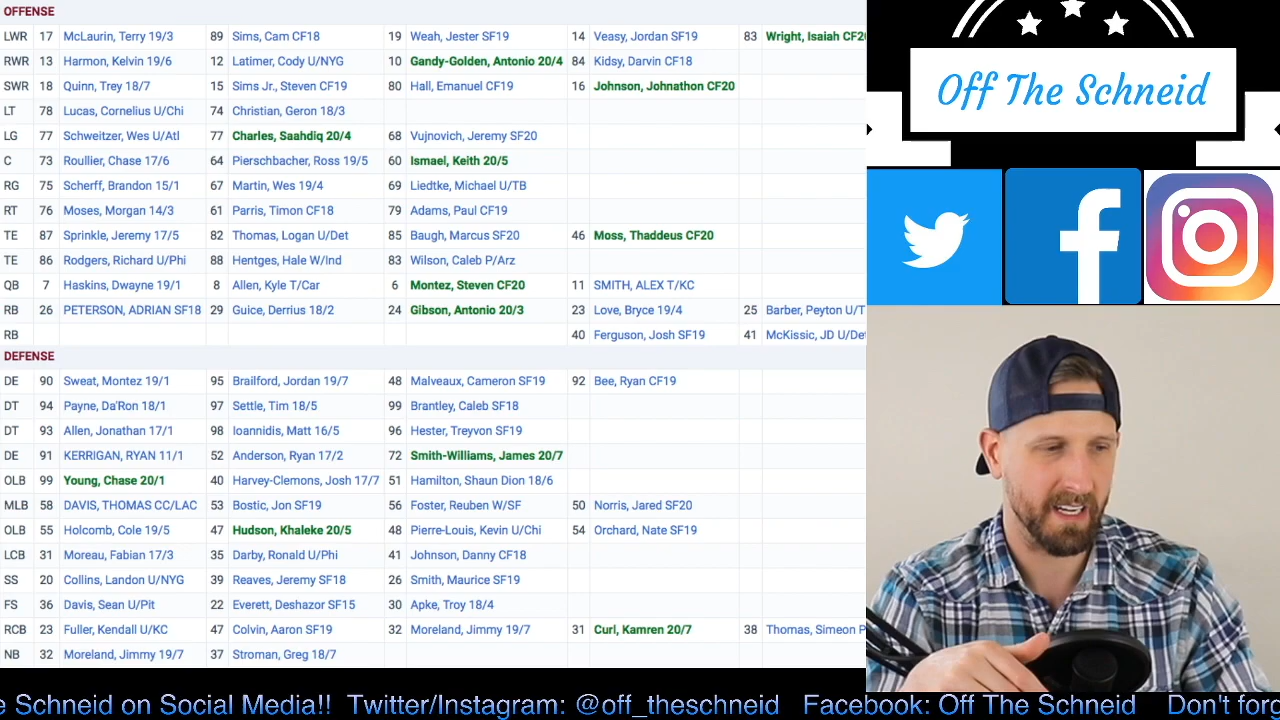 OFFENSE
LWR 17 McLaurin, Terry 19/3 89 Sims, Cam CF18 19 Weah, Jester SF19 14 Veasy, Jordan SF19 83 Wright, Isaiah CF20
RWR 13 Harmon, Kelvin 19/6 12 Latimer, Cody U/NYG 10 Gandy-Golden, Antonio 20/4 84 Kidsy, Darvin CF18
SWR 18 Quinn, Trey 18/7 15 Sims Jr., Steven CF19 80 Hall, Emanuel CF19 16 Johnson, Johnathon CF20
LT 78 Lucas, Cornelius U/Chi 74 Christian, Geron 18/3
LG 77 Schweitzer, Wes U/Atl 77 Charles, Saahdiq 20/4 68 Vujnovich, Jeremy SF20
C 73 Roullier, Chase 17/6 64 Pierschbacher, Ross 19/5 60 Ismael, Keith 20/5
RG 75 Scherff, Brandon 15/1 67 Martin, Wes 19/4 69 Liedtke, Michael U/TB
RT 76 Moses, Morgan 14/3 61 Parris, Timon CF18 79 Adams, Paul CF19
TE 87 Sprinkle, Jeremy 17/5 82 Thomas, Logan U/Det 85 Baugh, Marcus SF20 46 Moss, Thaddeus CF20
TE 86 Rodgers, Richard U/Phi 88 Hentges, Hale W/Ind 83 Wilson, Caleb P/Arz
QB 7 Haskins, Dwayne 19/1 8 Allen, Kyle T/Car 6 Montez, Steven CF20 11 SMITH, ALEX T/KC
RB 26 PETERSON, ADRIAN SF18 29 Guice, Derrius 18/2 24 Gibson, Antonio 20/3 23 Love, Bryce 19/4 25 Barber, Peyton U/T
RB 40 Ferguson, Josh SF19 41 McKissic, JD U/Det
DEFENSE
DE 90 Sweat, Montez 19/1 95 Brailford, Jordan 19/7 48 Malveaux, Cameron SF19 92 Bee, Ryan CF19
DT 94 Payne, Da'Ron 18/1 97 Settle, Tim 18/5 99 Brantley, Caleb SF18
DT 93 Allen, Jonathan 17/1 98 Ioannidis, Matt 16/5 96 Hester, Treyvon SF19
DE 91 KERRIGAN, RYAN 11/1 52 Anderson, Ryan 17/2 72 Smith-Williams, James 20/7
OLB 99 Young, Chase 20/1 40 Harvey-Clemons, Josh 17/7 51 Hamilton, Shaun Dion 18/6
MLB 58 DAVIS, THOMAS CC/LAC 53 Bostic, Jon SF19 56 Foster, Reuben W/SF 50 Norris, Jared SF20
OLB 55 Holcomb, Cole 19/5 47 Hudson, Khaleke 20/5 48 Pierre-Louis, Kevin U/Chi 54 Orchard, Nate SF19
LCB 31 Moreau, Fabian 17/3 35 Darby, Ronald U/Phi 41 Johnson, Danny CF18
SS 20 Collins, Landon U/NYG 39 Reaves, Jeremy SF18 26 Smith, Maurice SF19
FS 36 Davis, Sean U/Pit 22 Everett, Deshazor SF15 30 Apke, Troy 18/4
RCB 23 Fuller, Kendall U/KC 47 Colvin, Aaron SF19 32 Moreland, Jimmy 19/7 31 Curl, Kamren 20/7 38 Thomas, Simeon P
NB 32 Moreland, Jimmy 19/7 37 Stroman, Greg 18/7
Off The Schneid
e Schneid on Social Media!! Twitter/Instagram: @off_theschneid Facebook: Off The Schneid Don't forg